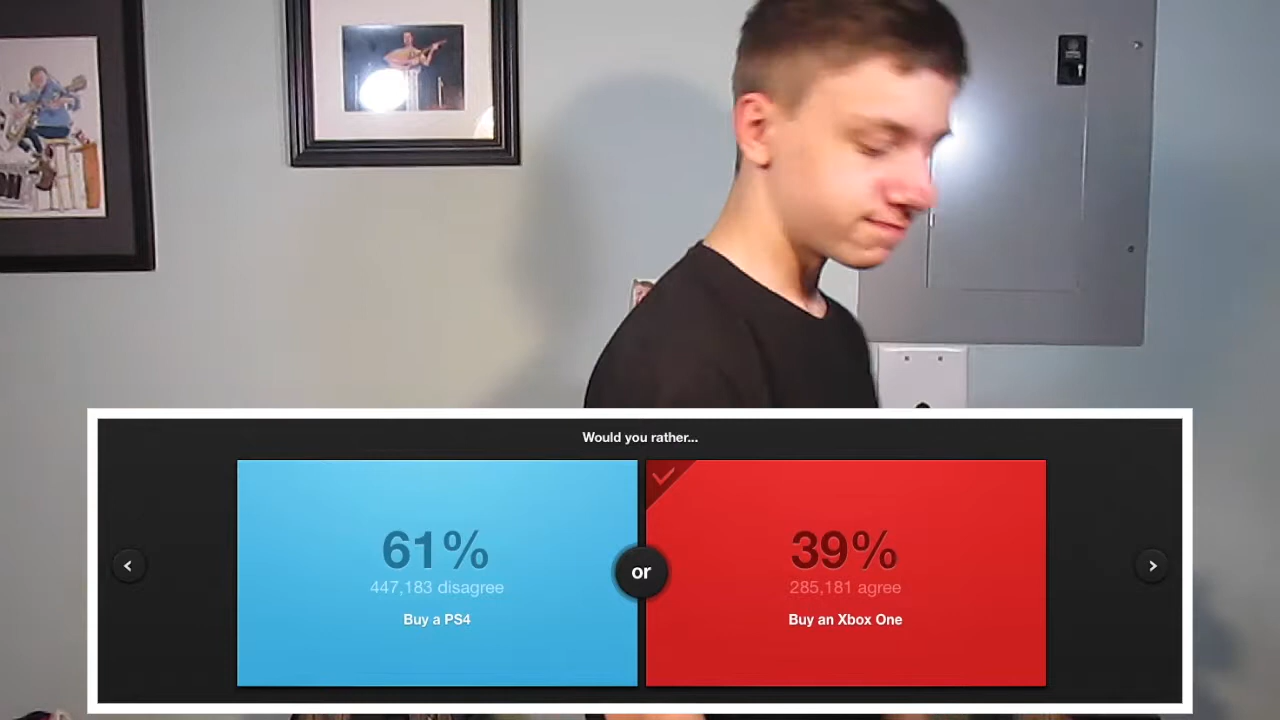 Would you rather...
61%
447,183 disagree
Buy a PS4
or
39%
285,181 agree
Buy an Xbox One